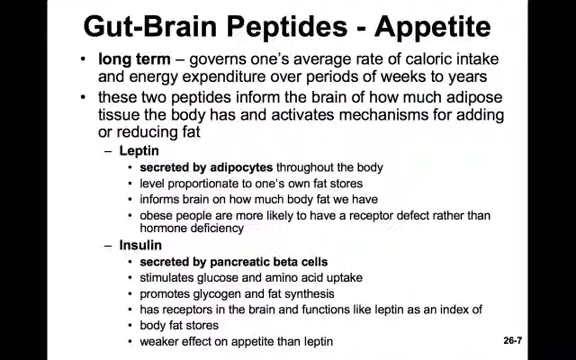 Gut-Brain Peptides - Appetite
• long term – governs one's average rate of caloric intake
and energy expenditure over periods of weeks to years
• these two peptides inform the brain of how much adipose
tissue the body has and activates mechanisms for adding
or reducing fat
– Leptin
• secreted by adipocytes throughout the body
• level proportionate to one's own fat stores
• informs brain on how much body fat we have
• obese people are more likely to have a receptor defect rather than
hormone deficiency
– Insulin
• secreted by pancreatic beta cells
• stimulates glucose and amino acid uptake
• promotes glycogen and fat synthesis
• has receptors in the brain and functions like leptin as an index of
• body fat stores
• weaker effect on appetite than leptin
26-7